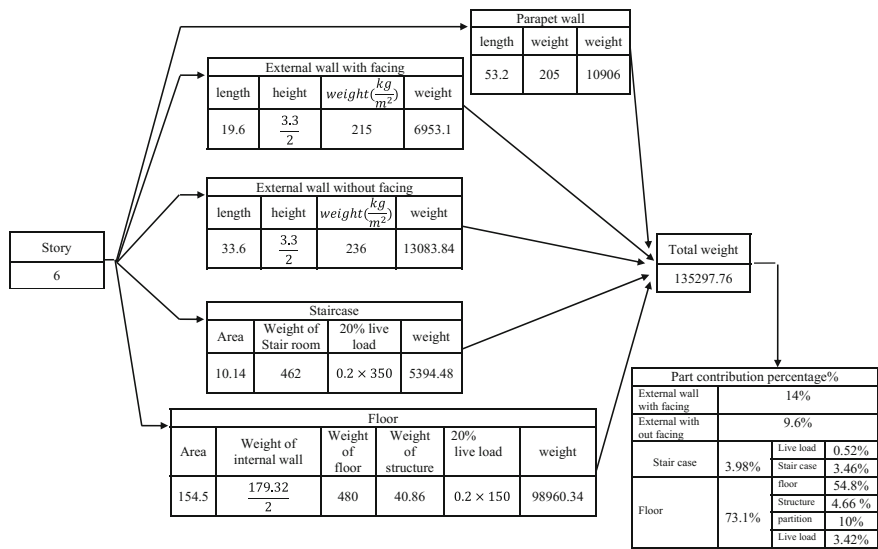 Parapet wall
length weight weight
53.2 205 10906
External wall with facing
length height weight(kg/m²) weight
19.6 3.3/2 215 6953.1
External wall without facing
length height weight(kg/m²) weight
33.6 3.3/2 236 13083.84
Story
6
Total weight
135297.76
Staircase
Area Weight of Stair room 20% live load weight
10.14 462 0.2 × 350 5394.48
Floor
Area Weight of internal wall Weight of floor Weight of structure 20% live load weight
154.5 179.32/2 480 40.86 0.2 × 150 98960.34
Part contribution percentage%
External wall with facing 14%
External with out facing 9.6%
Stair case 3.98% Live load 0.52%
Stair case 3.46%
Floor 73.1% floor 54.8%
Structure 4.66 %
partition 10%
Live load 3.42%